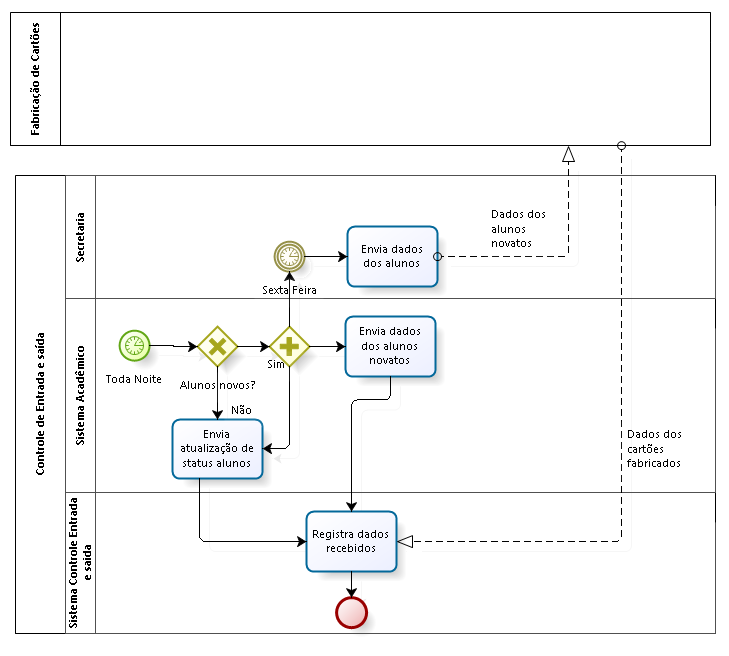 Fabricação de Cartões
Controle de Entrada e saída
Secretaria
Sexta Feira
Envia dados
dos alunos
Dados dos
alunos
novatos
Sistema Acadêmico
Toda Noite
Alunos novos?
Sim
Não
Envia dados
dos alunos
novatos
Envia
atualização de
status alunos
Dados dos
cartões
fabricados
Sistema Controle Entrada
e saída
Registra dados
recebidos